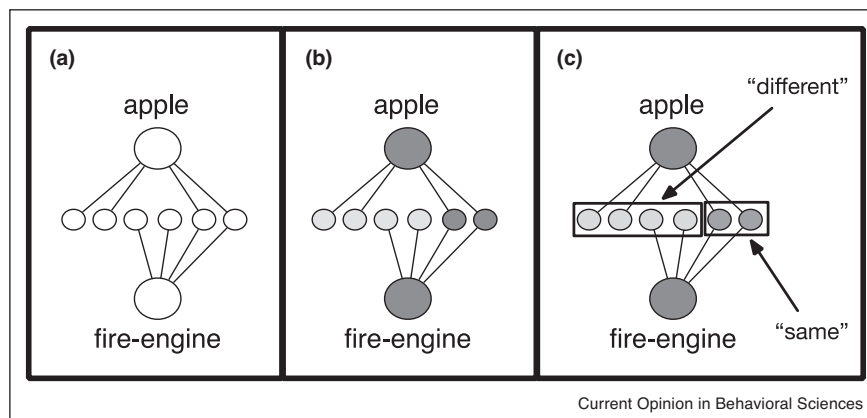 (a)
apple
fire-engine
(b)
apple
fire-engine
(c)
"different"
apple
fire-engine
"same"
Current Opinion in Behavioral Sciences